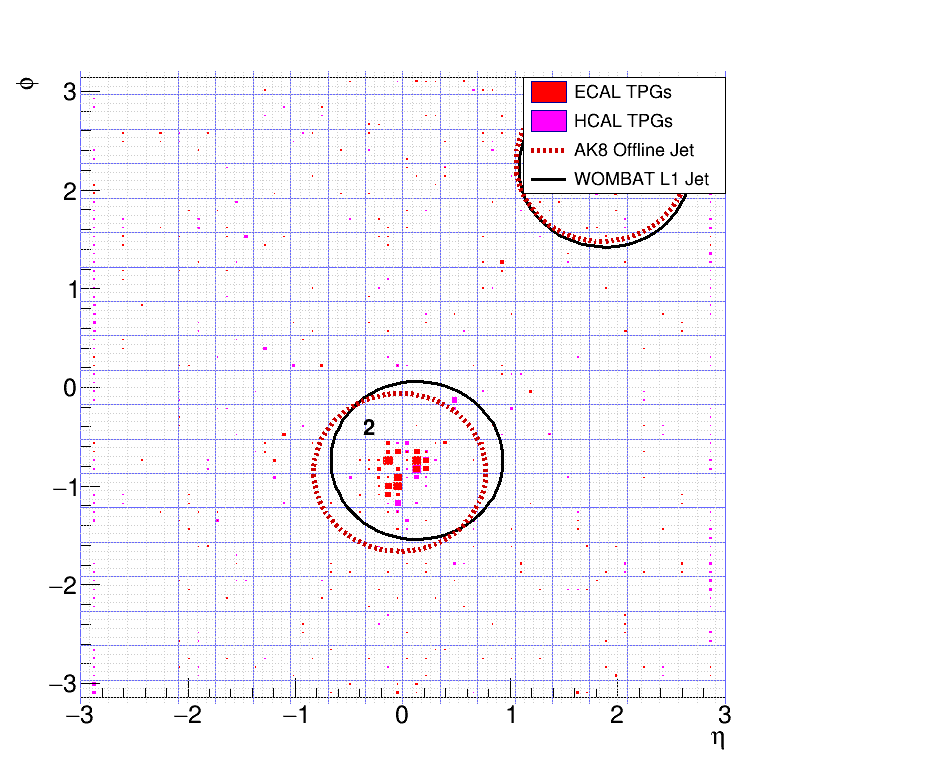 ϕ
3
2
1
0
−1
−2
−3
ECAL TPGs
HCAL TPGs
AK8 Offline Jet
WOMBAT L1 Jet
2
−3 −2 −1 0 1 2 3
η